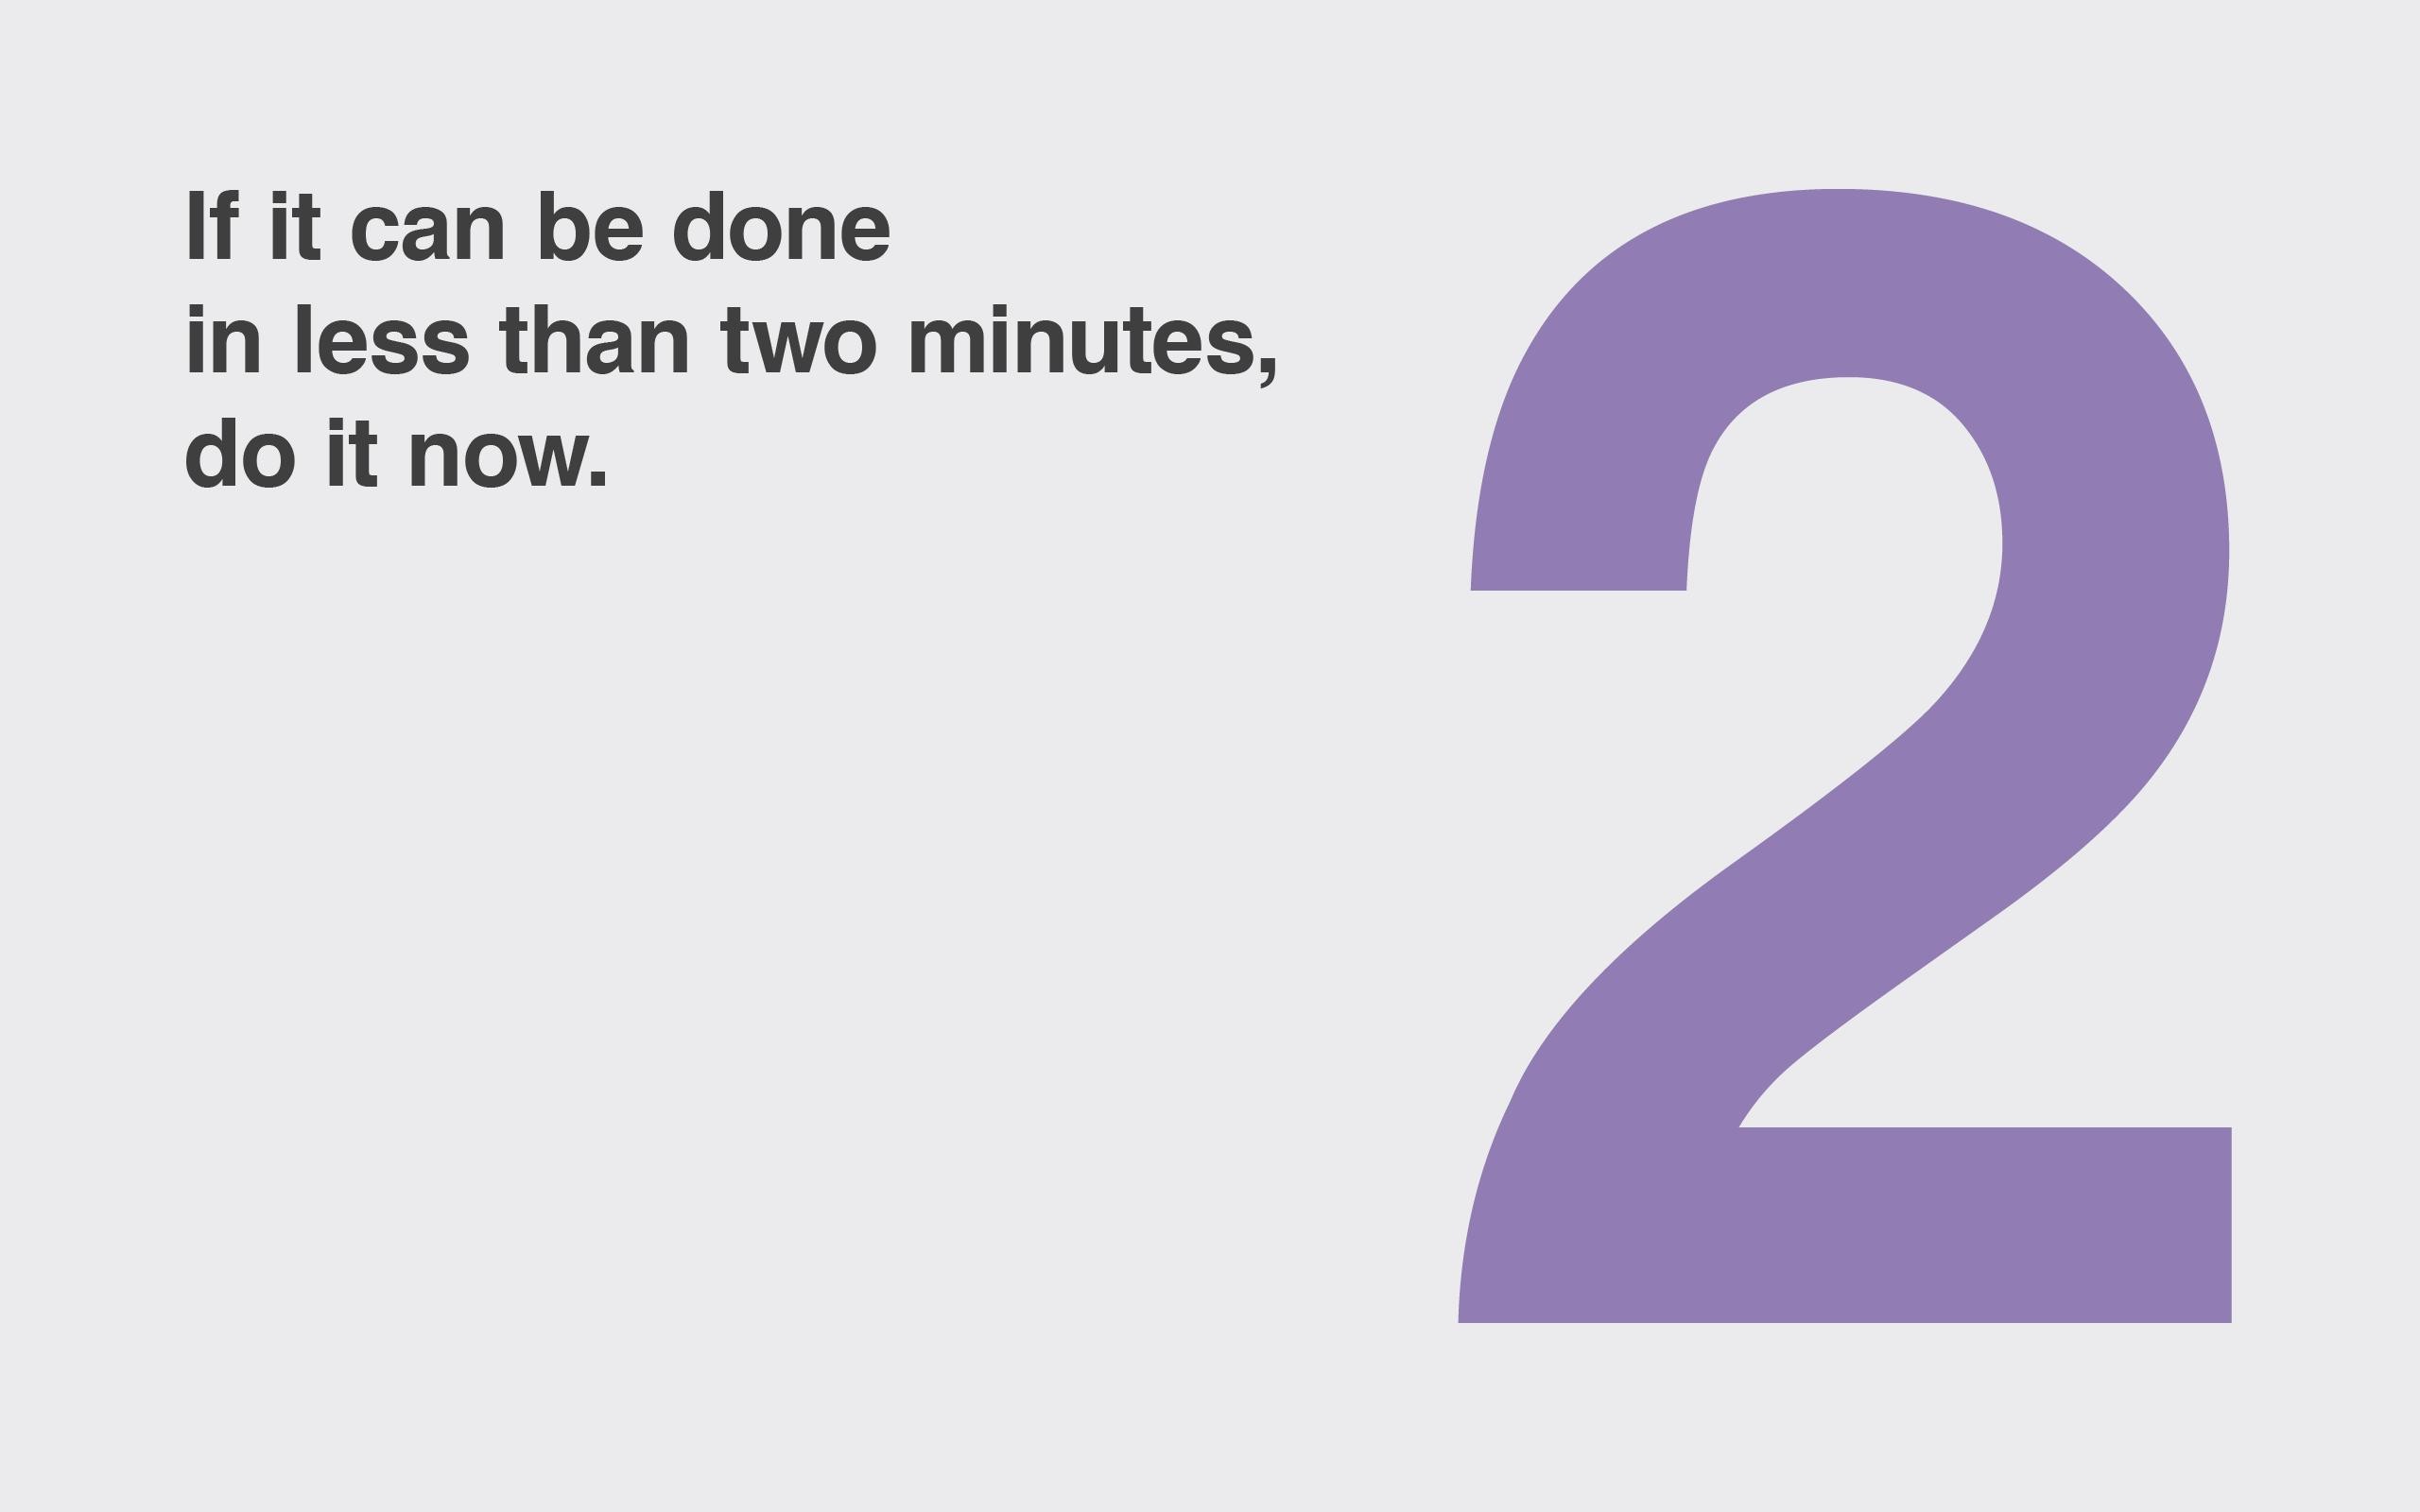 If it can be done
in less than two minutes,
do it now.
2